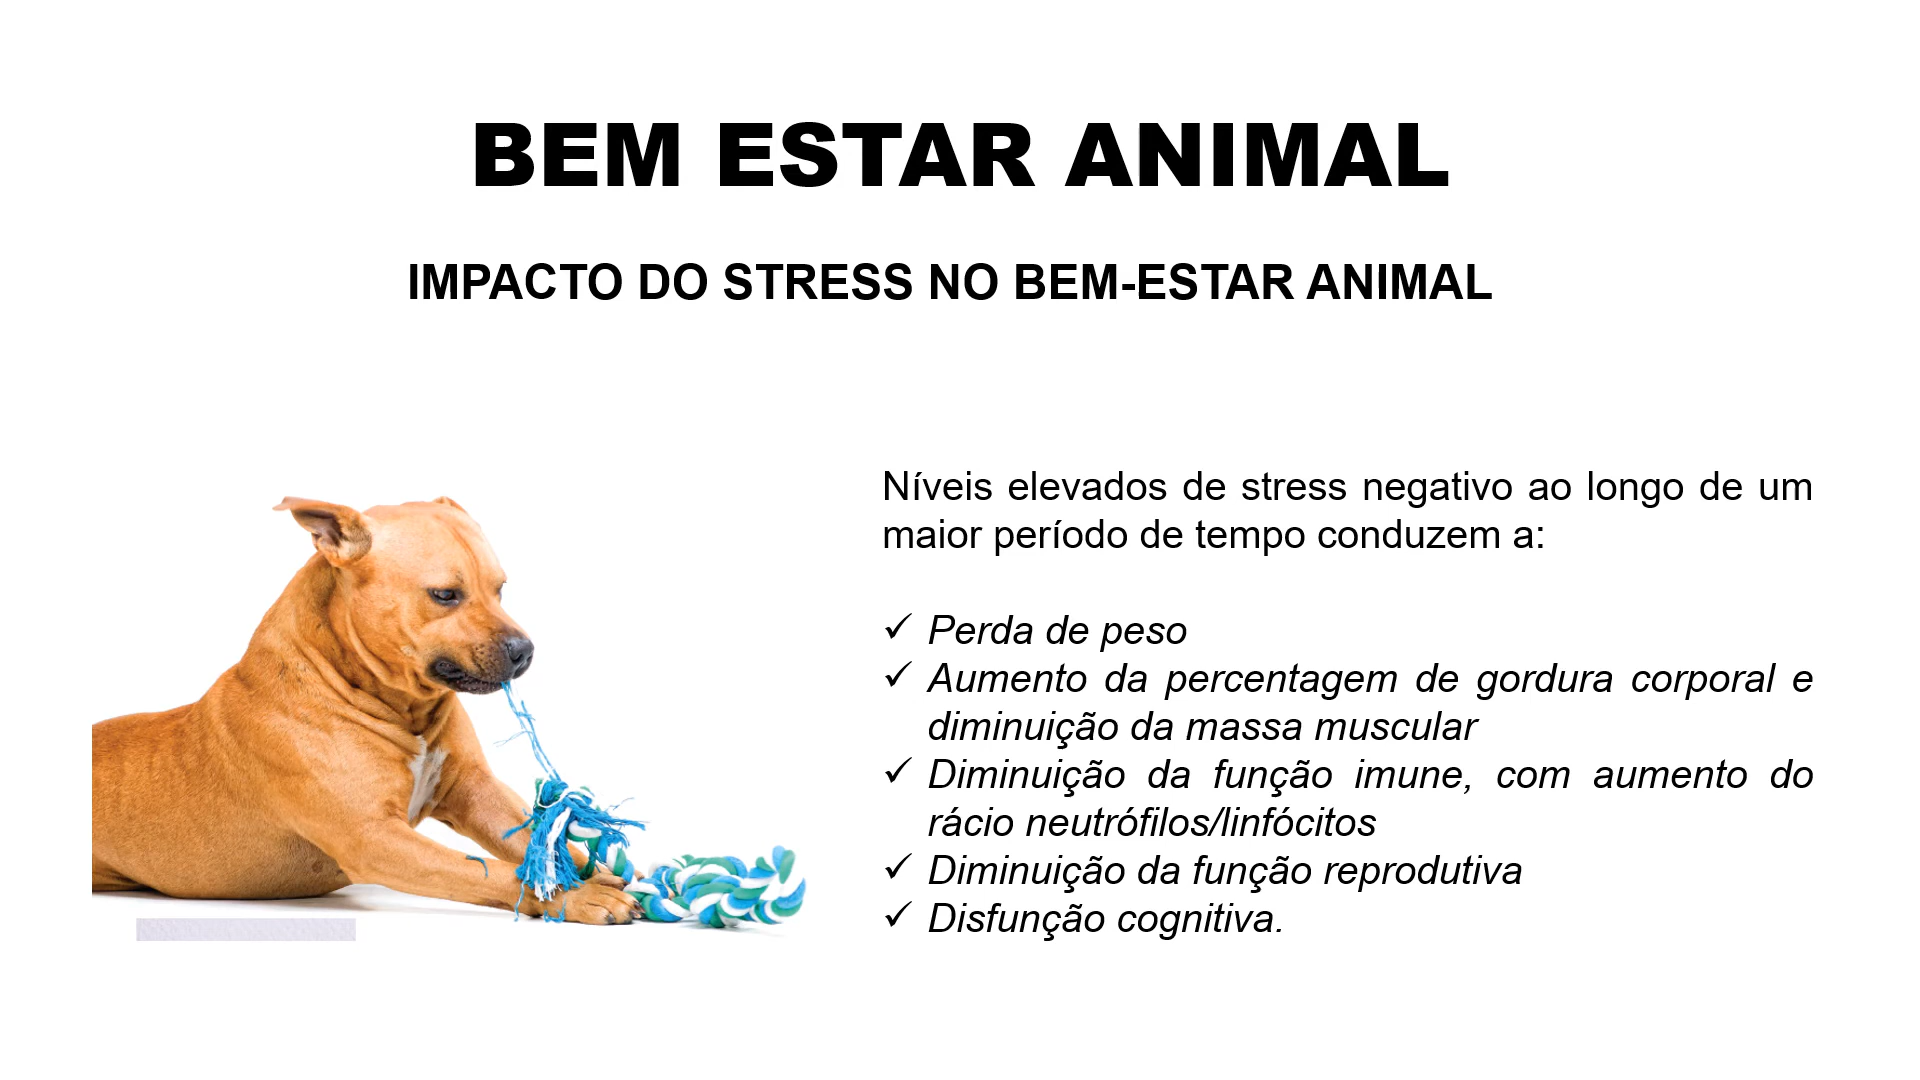 BEM ESTAR ANIMAL
IMPACTO DO STRESS NO BEM-ESTAR ANIMAL
Níveis elevados de stress negativo ao longo de um
maior período de tempo conduzem a:
✓ Perda de peso
✓ Aumento da percentagem de gordura corporal e
diminuição da massa muscular
✓ Diminuição da função imune, com aumento do
rácio neutrófilos/linfócitos
✓ Diminuição da função reprodutiva
✓ Disfunção cognitiva.